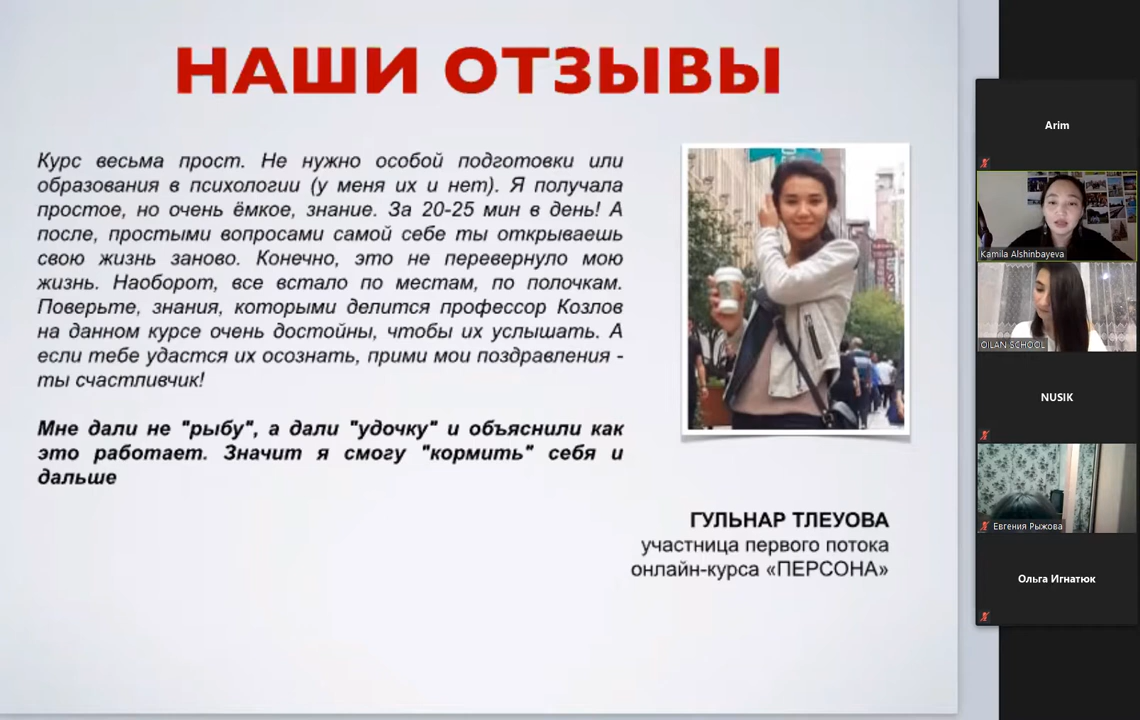 НАШИ ОТЗЫВЫ
Курс весьма прост. Не нужно особой подготовки или
образования в психологии (у меня их и нет). Я получала
простое, но очень ёмкое, знание. За 20-25 мин в день! А
после, простыми вопросами самой себе ты открываешь
свою жизнь заново. Конечно, это не перевернуло мою
жизнь. Наоборот, все встало по местам, по полочкам.
Поверьте, знания, которыми делится профессор Козлов
на данном курсе очень достойны, чтобы их услышать. А
если тебе удастся их осознать, прими мои поздравления -
ты счастливчик!
Мне дали не "рыбу", а дали "удочку" и объяснили как
это работает. Значит я смогу "кормить" себя и
дальше
ГУЛЬНАР ТЛЕУОВА
участница первого потока
онлайн-курса «ПЕРСОНА»
Arim
Kamila Alshinbayeva
OILAN SCHOOL
NUSIK
Евгения Рыжова
Ольга Игнатюк